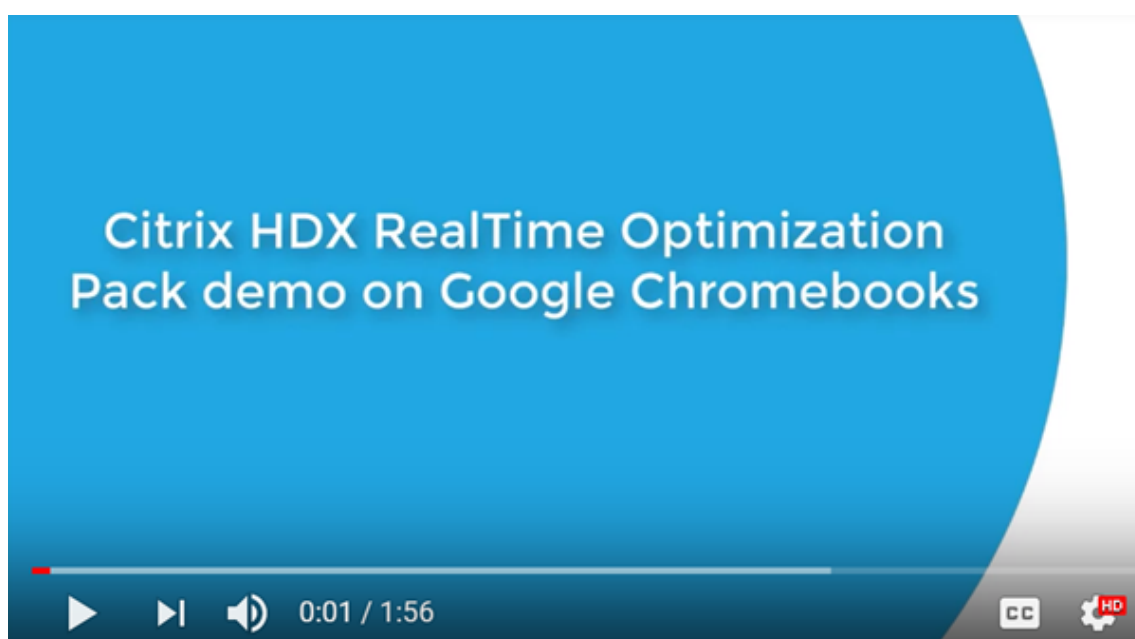 Citrix HDX RealTime Optimization
Pack demo on Google Chromebooks
0:01 / 1:56
CC
HD